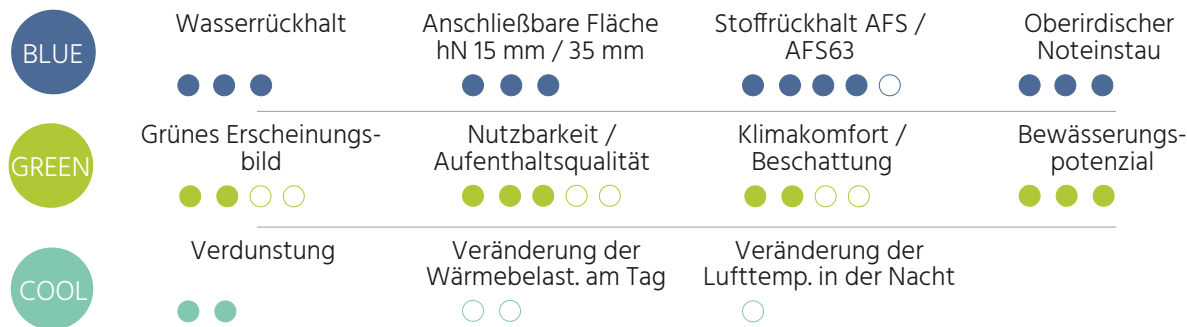 BLUE
Wasserrückhalt
Anschließbare Fläche
hN 15 mm / 35 mm
Stoffrückhalt AFS /
AFS63
Oberirdischer
Noteinstau
GREEN
Grünes Erscheinungs-
bild
Nutzbarkeit /
Aufenthaltsqualität
Klimakomfort /
Beschattung
Bewässerungs-
potenzial
COOL
Verdunstung
Veränderung der
Wärmebelast. am Tag
Veränderung der
Lufttemp. in der Nacht